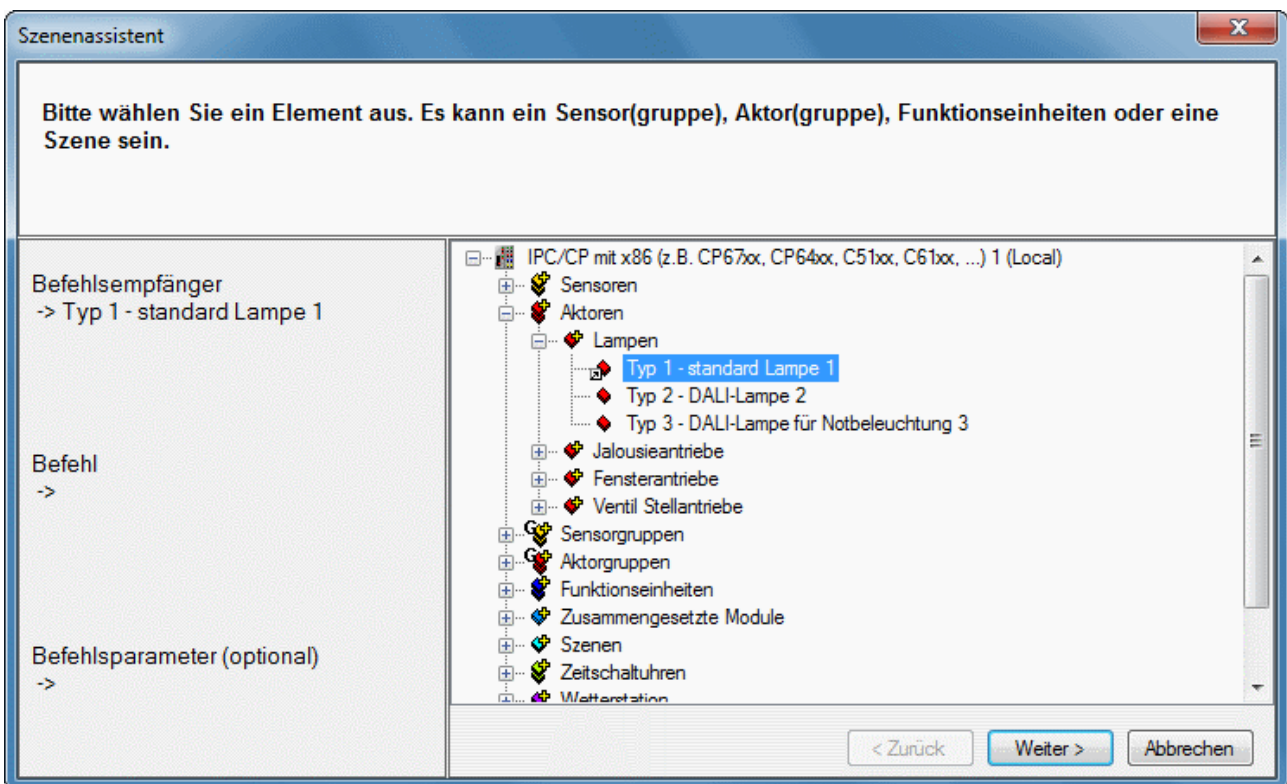 Szenenassistent
Bitte wählen Sie ein Element aus. Es kann ein Sensor(gruppe), Aktor(gruppe), Funktionseinheiten oder eine
Szene sein.
Befehlsempfänger
-> Typ 1 - standard Lampe 1
Befehl
->
Befehlsparameter (optional)
->
IPC/CP mit x86 (z.B. CP67xx, CP64xx, C51xx, C61xx, ...) 1 (Local)
Sensoren
Aktoren
Lampen
Typ 1 - standard Lampe 1
Typ 2 - DALI-Lampe 2
Typ 3 - DALI-Lampe für Notbeleuchtung 3
Jalousieantriebe
Fensterantriebe
Ventil Stellantriebe
Sensorgruppen
Aktorgruppen
Funktionseinheiten
Zusammengesetzte Module
Szenen
Zeitschaltuhren
Wetterstation
< Zurück
Weiter >
Abbrechen